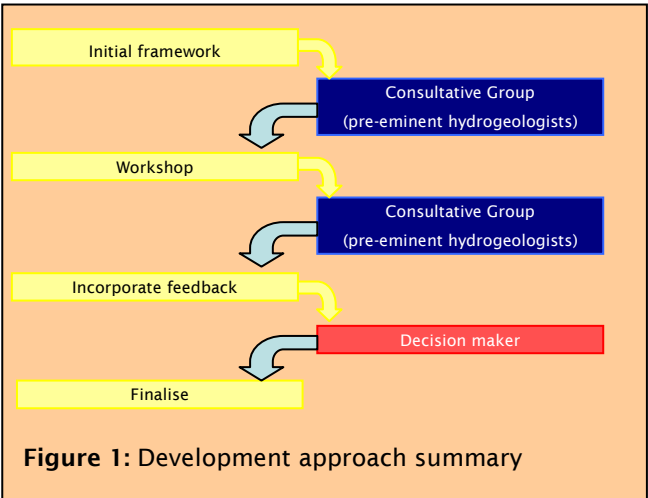 Initial framework
Consultative Group
(pre-eminent hydrogeologists)
Workshop
Consultative Group
(pre-eminent hydrogeologists)
Incorporate feedback
Decision maker
Finalise
Figure 1: Development approach summary